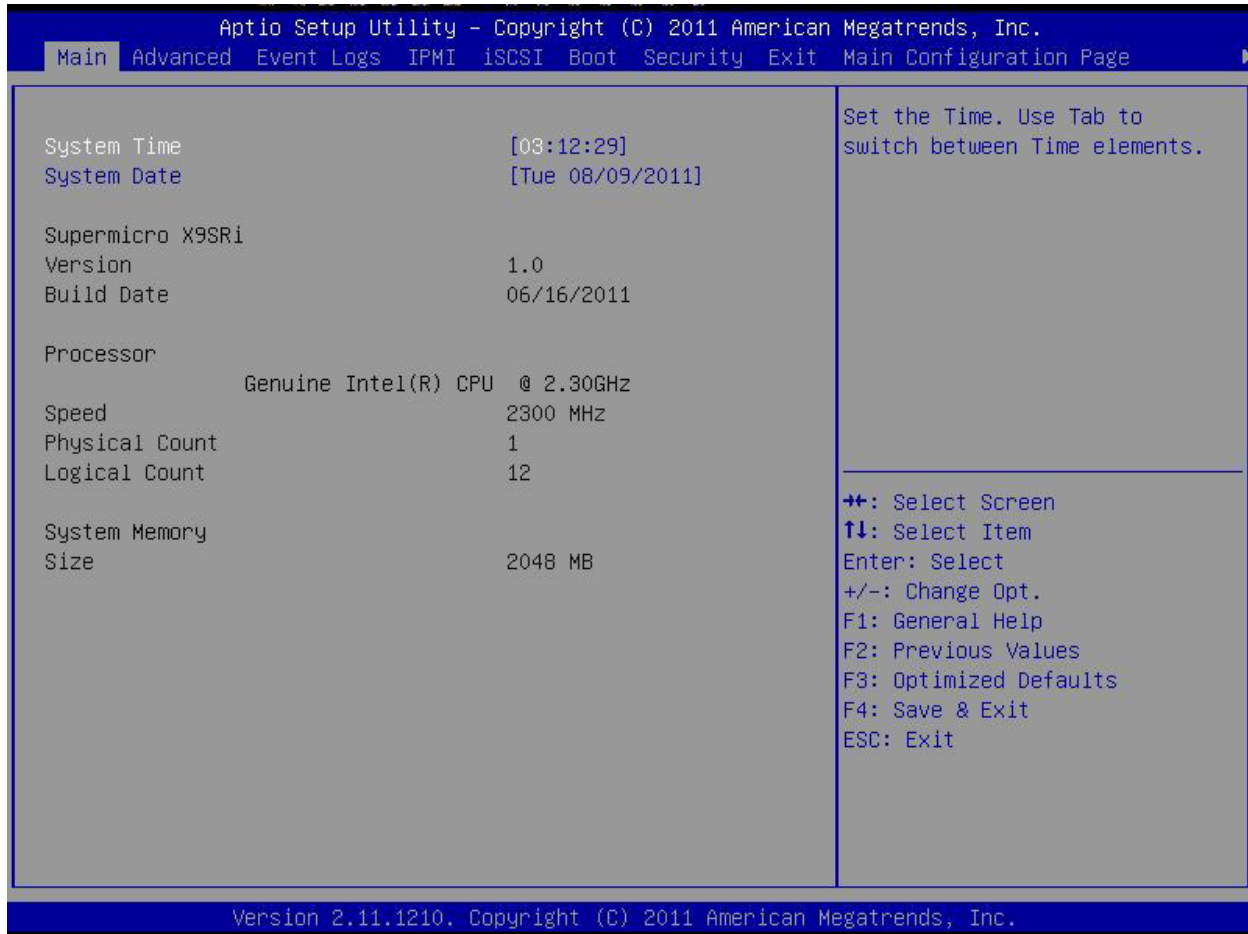 Aptio Setup Utility - Copyright (C) 2011 American Megatrends, Inc.
Main Advanced Event Logs IPMI iSCSI Boot Security Exit Main Configuration Page
Set the Time. Use Tab to
switch between Time elements.
System Time [03:12:29]
System Date [Tue 08/09/2011]
Supermicro X9SRi
Version 1.0
Build Date 06/16/2011
Processor
Genuine Intel(R) CPU @ 2.30GHz
Speed 2300 MHz
Physical Count 1
Logical Count 12
System Memory
Size 2048 MB
→←: Select Screen
↑↓: Select Item
Enter: Select
+/-: Change Opt.
F1: General Help
F2: Previous Values
F3: Optimized Defaults
F4: Save & Exit
ESC: Exit
Version 2.11.1210. Copyright (C) 2011 American Megatrends, Inc.